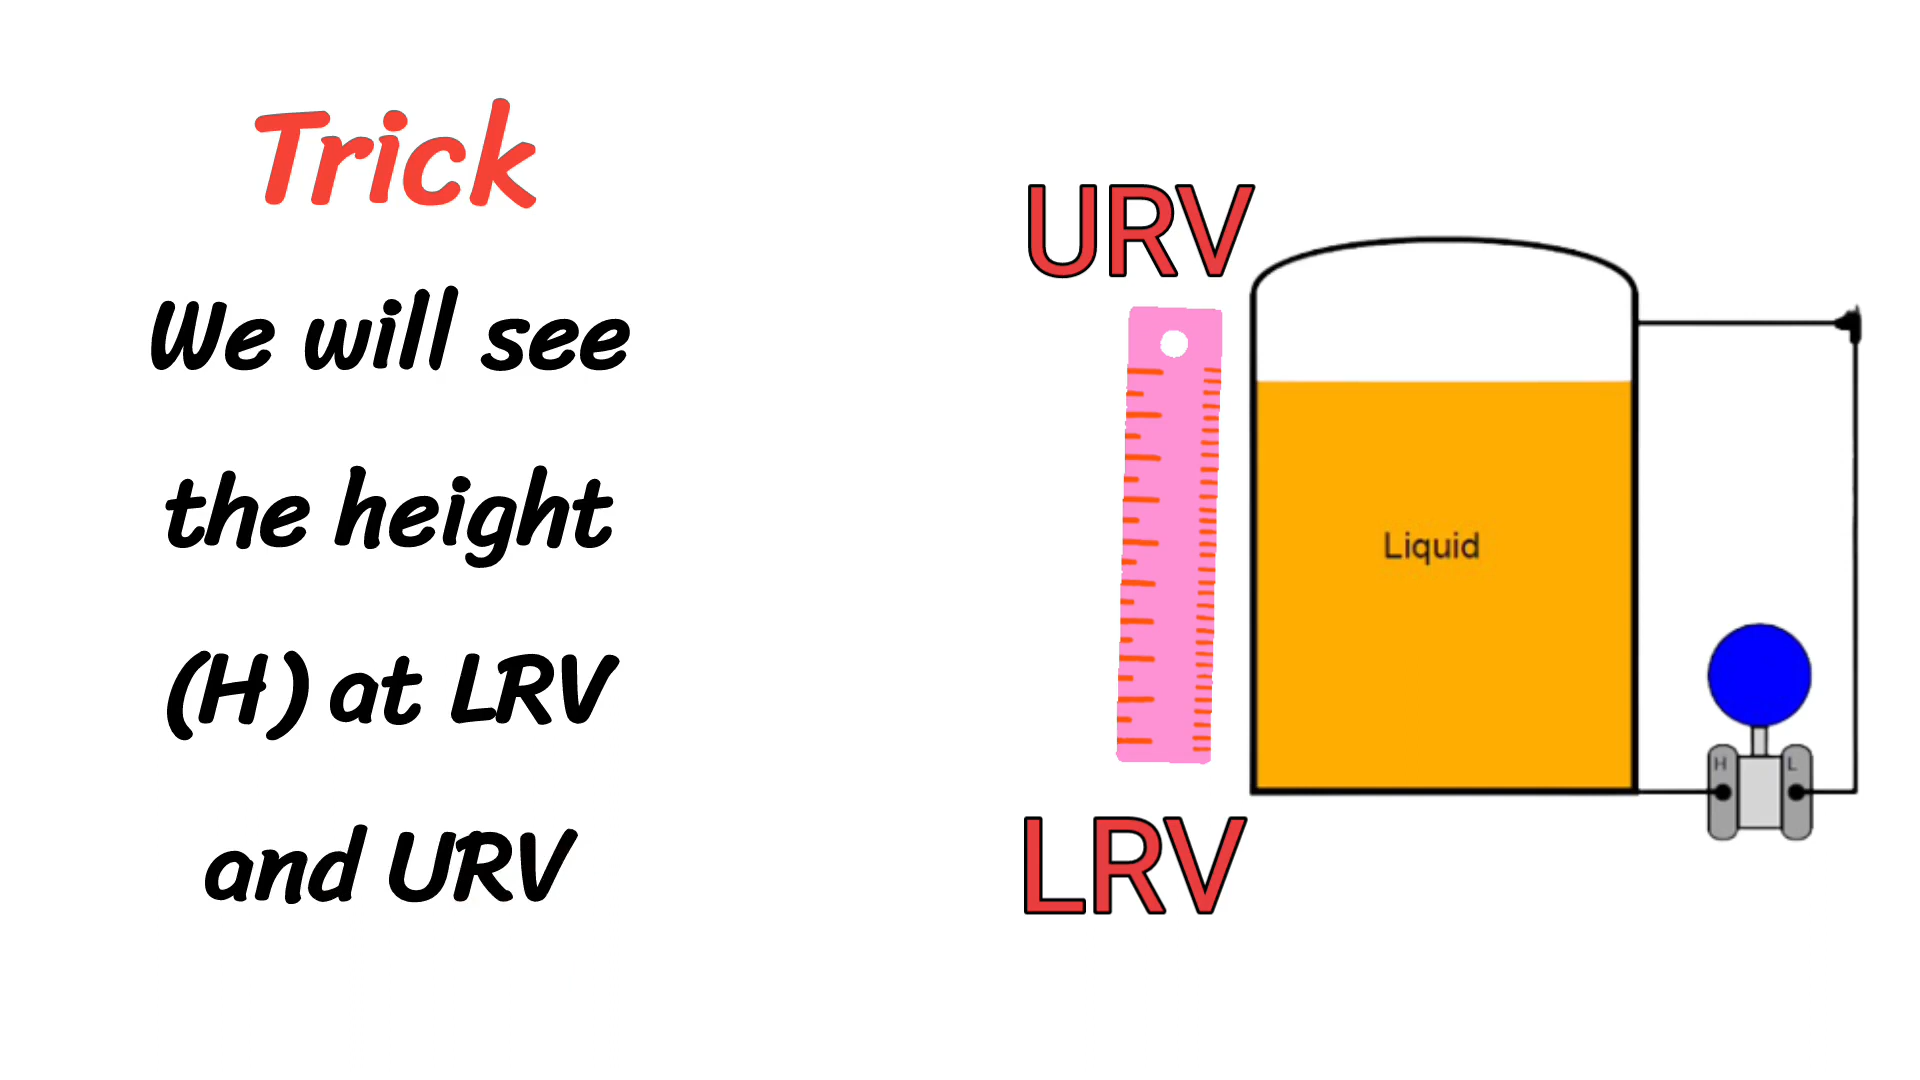 Trick
We will see
the height
(H) at LRV
and URV
URV
Liquid
H L
LRV